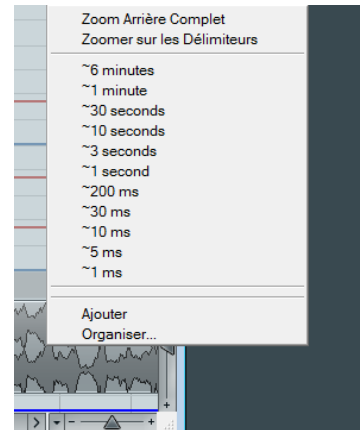 Zoom Arrière Complet
Zoomer sur les Délimiteurs
~6 minutes
~1 minute
~30 seconds
~10 seconds
~3 seconds
~1 second
~200 ms
~30 ms
~10 ms
~5 ms
~1 ms
Ajouter
Organiser...